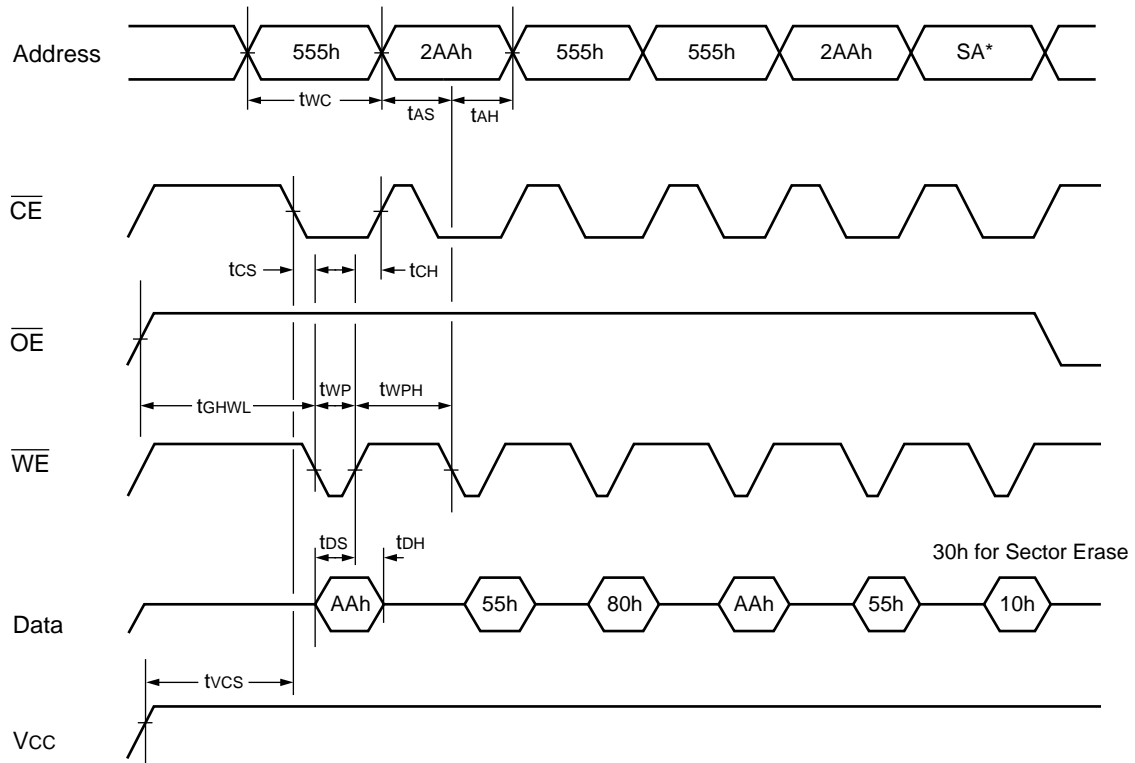 Address 555h 2AAh 555h 555h 2AAh SA*
tWC tAS tAH
CE
tCS tCH
OE
tGHWL tWP tWPH
WE
tDS tDH
30h for Sector Erase
Data AAh 55h 80h AAh 55h 10h
tVCS
VCC